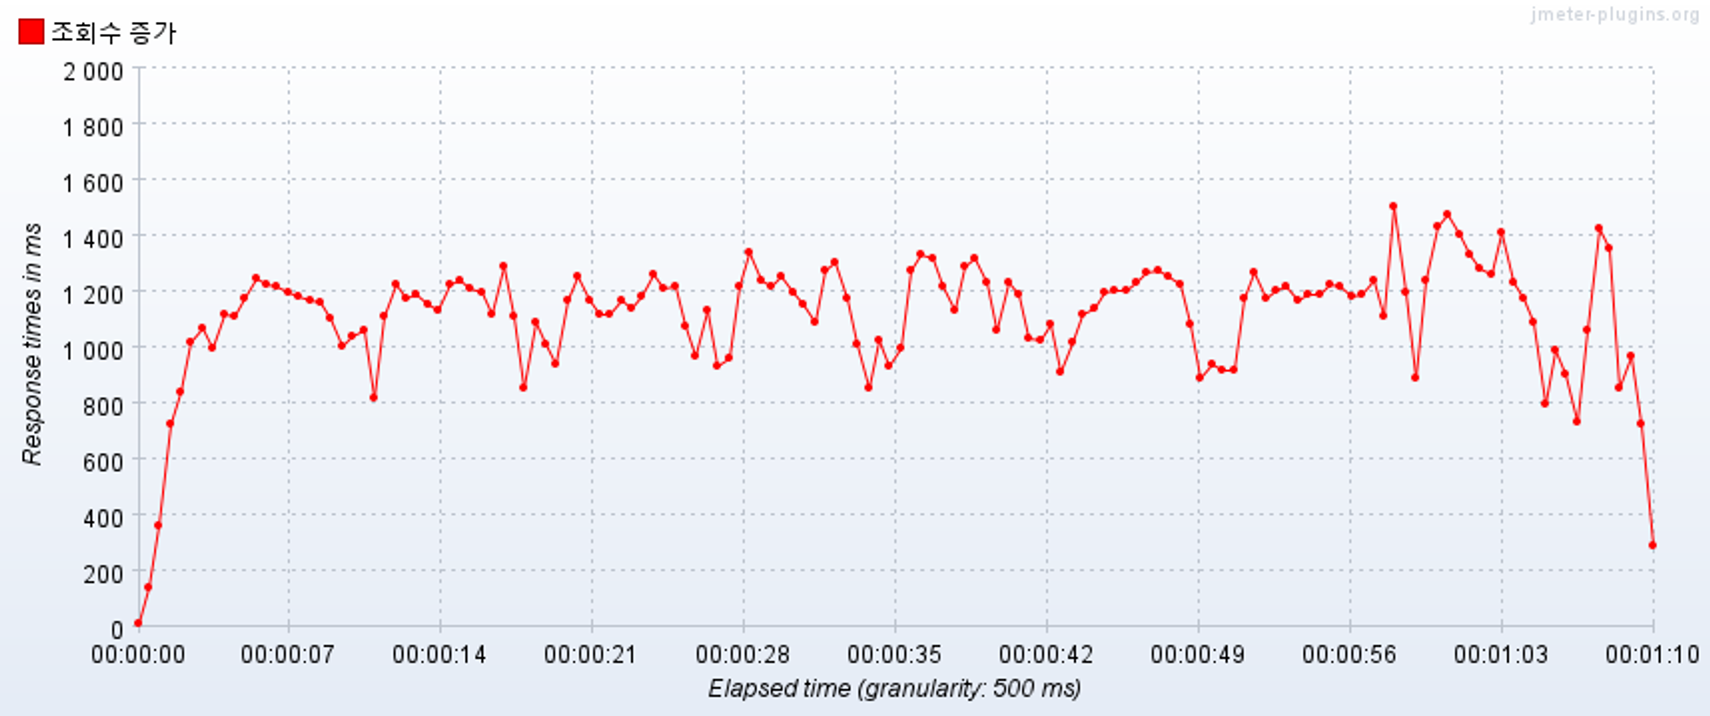 jmeter-plugins.org
조회수 증가
2 000
1 800
1 600
1 400
1 200
1 000
800
600
400
200
0
Response times in ms
00:00:00 00:00:07 00:00:14 00:00:21 00:00:28 00:00:35 00:00:42 00:00:49 00:00:56 00:01:03 00:01:10
Elapsed time (granularity: 500 ms)